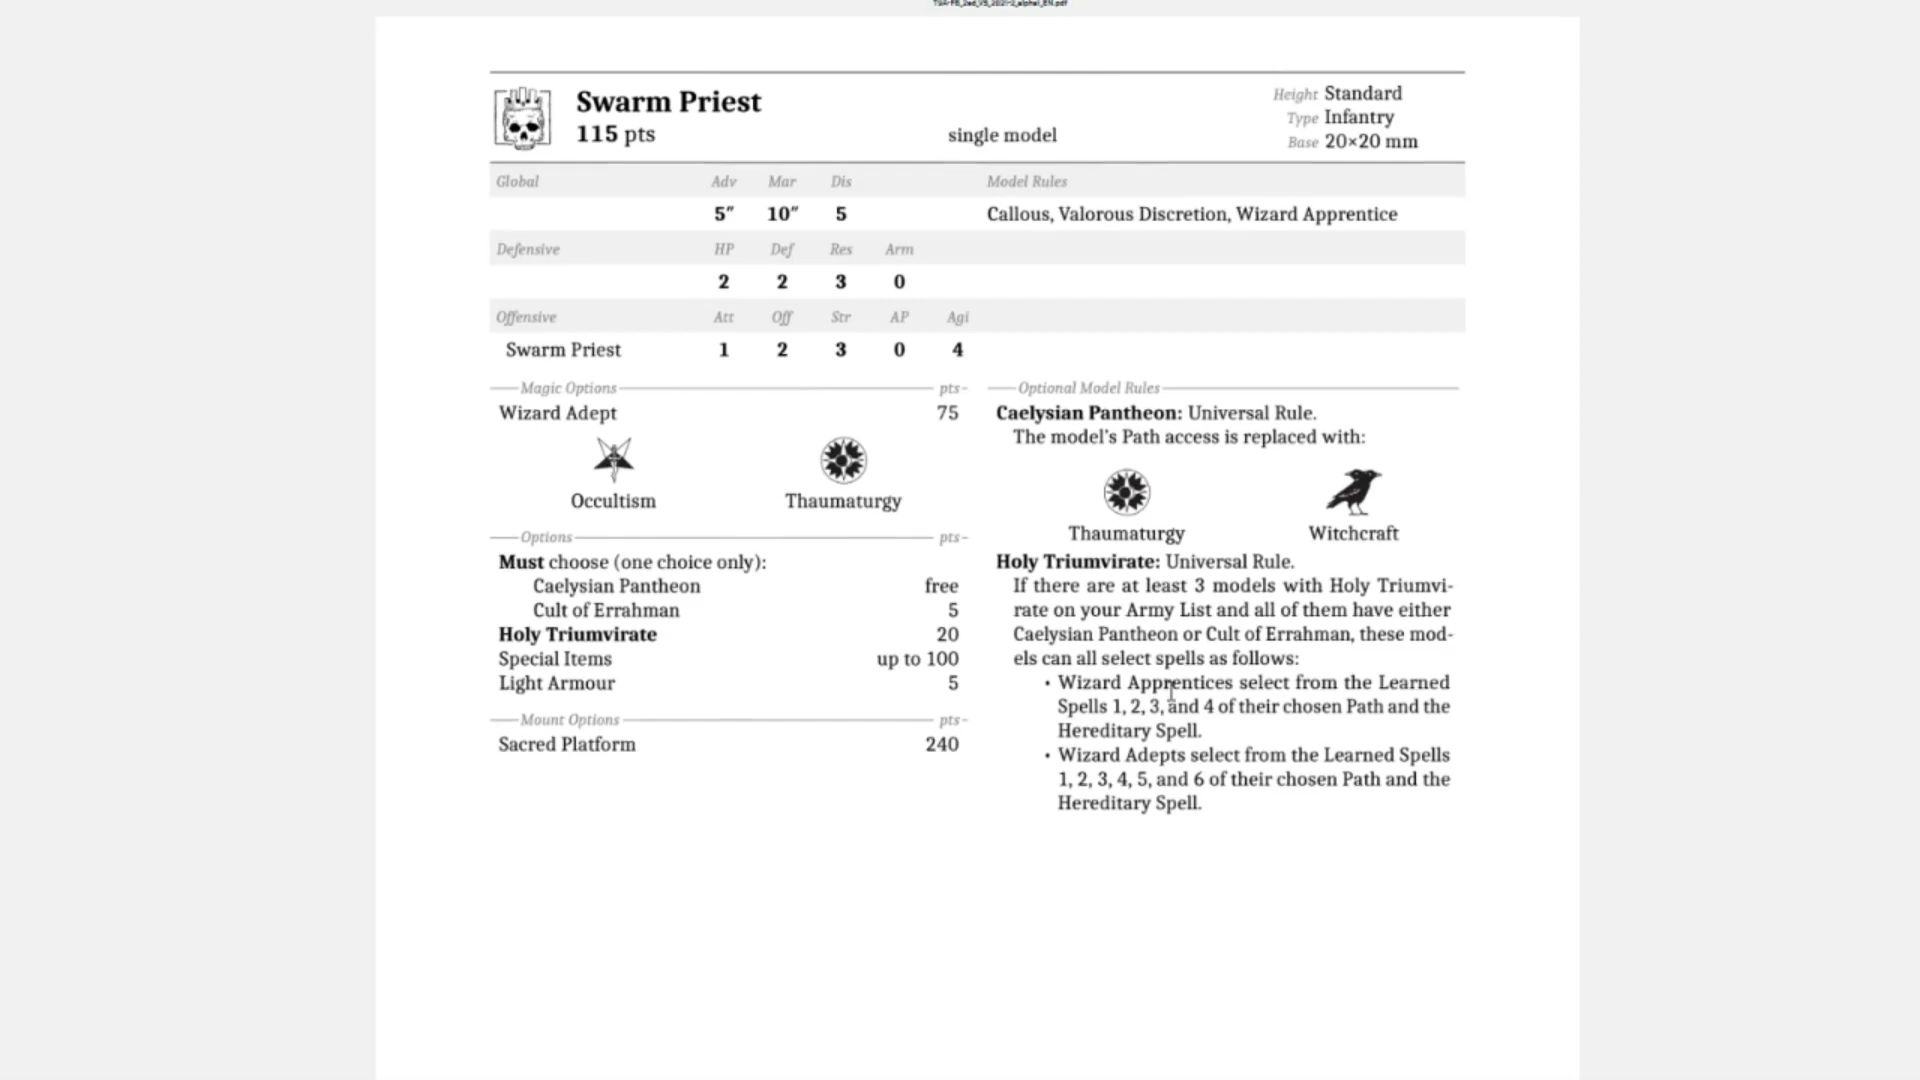 Swarm Priest
115 pts
single model
Height Standard
Type Infantry
Base 20×20 mm
Global Adv Mar Dis Model Rules
5″ 10″ 5 Callous, Valorous Discretion, Wizard Apprentice
Defensive HP Def Res Arm
2 2 3 0
Offensive Att Off Str AP Agi
Swarm Priest 1 2 3 0 4
Magic Options pts
Wizard Adept 75
Occultism Thaumaturgy
Options pts
Must choose (one choice only):
Caelysian Pantheon free
Cult of Errahman 5
Holy Triumvirate 20
Special Items up to 100
Light Armour 5
Mount Options pts
Sacred Platform 240
Optional Model Rules
Caelysian Pantheon: Universal Rule.
The model's Path access is replaced with:
Thaumaturgy Witchcraft
Holy Triumvirate: Universal Rule.
If there are at least 3 models with Holy Triumvi-
rate on your Army List and all of them have either
Caelysian Pantheon or Cult of Errahman, these mod-
els can all select spells as follows:
• Wizard Apprentices select from the Learned
Spells 1, 2, 3, and 4 of their chosen Path and the
Hereditary Spell.
• Wizard Adepts select from the Learned Spells
1, 2, 3, 4, 5, and 6 of their chosen Path and the
Hereditary Spell.